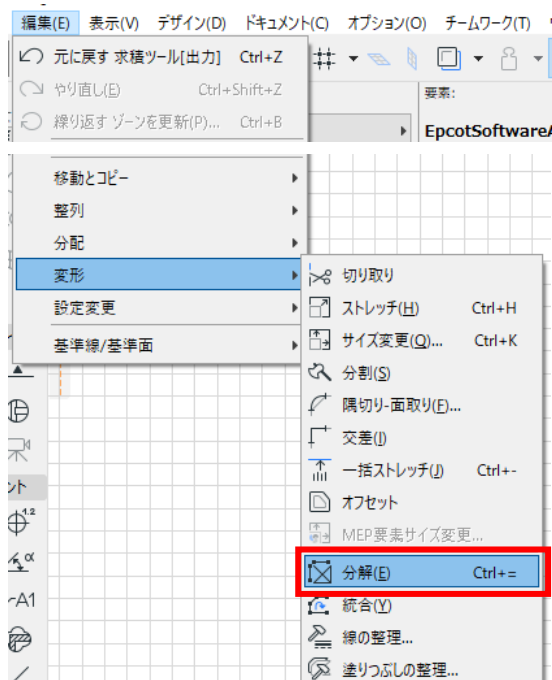 編集(E) 表示(V) デザイン(D) ドキュメント(C) オプション(O) チームワーク(T)
元に戻す 求積ツール[出力] Ctrl+Z
やり直し(E) Ctrl+Shift+Z
要素:
繰り返す ゾーンを更新(P)... Ctrl+B
EpcotSoftwareA
移動とコピー
整列
分配
変形
切り取り
設定変更
ストレッチ(H) Ctrl+H
基準線/基準面
サイズ変更(Q)... Ctrl+K
分割(S)
隅切り-面取り(F)...
交差(I)
一括ストレッチ(J) Ctrl+-
ント
オフセット
1.2
MEP要素サイズ変更...
α
分解(E) Ctrl+=
A1
統合(Y)
線の整理...
塗りつぶしの整理...